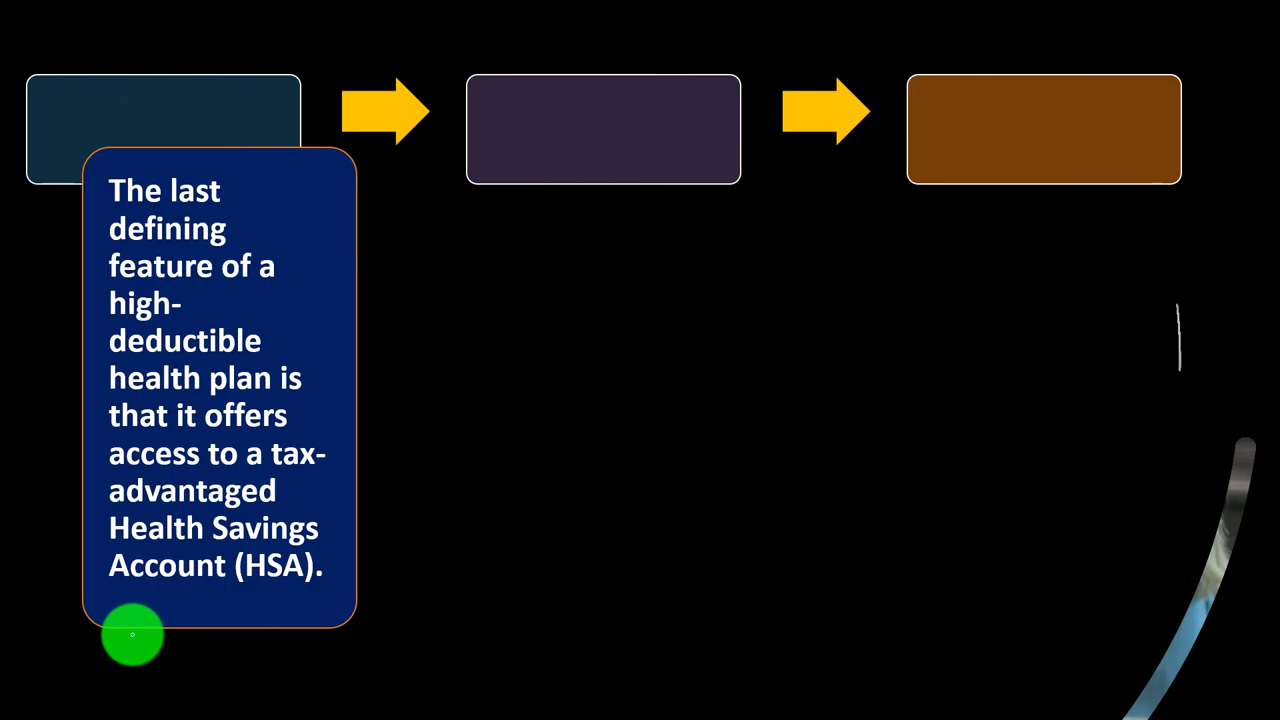 The last
defining
feature of a
high-
deductible
health plan is
that it offers
access to a tax-
advantaged
Health Savings
Account (HSA).